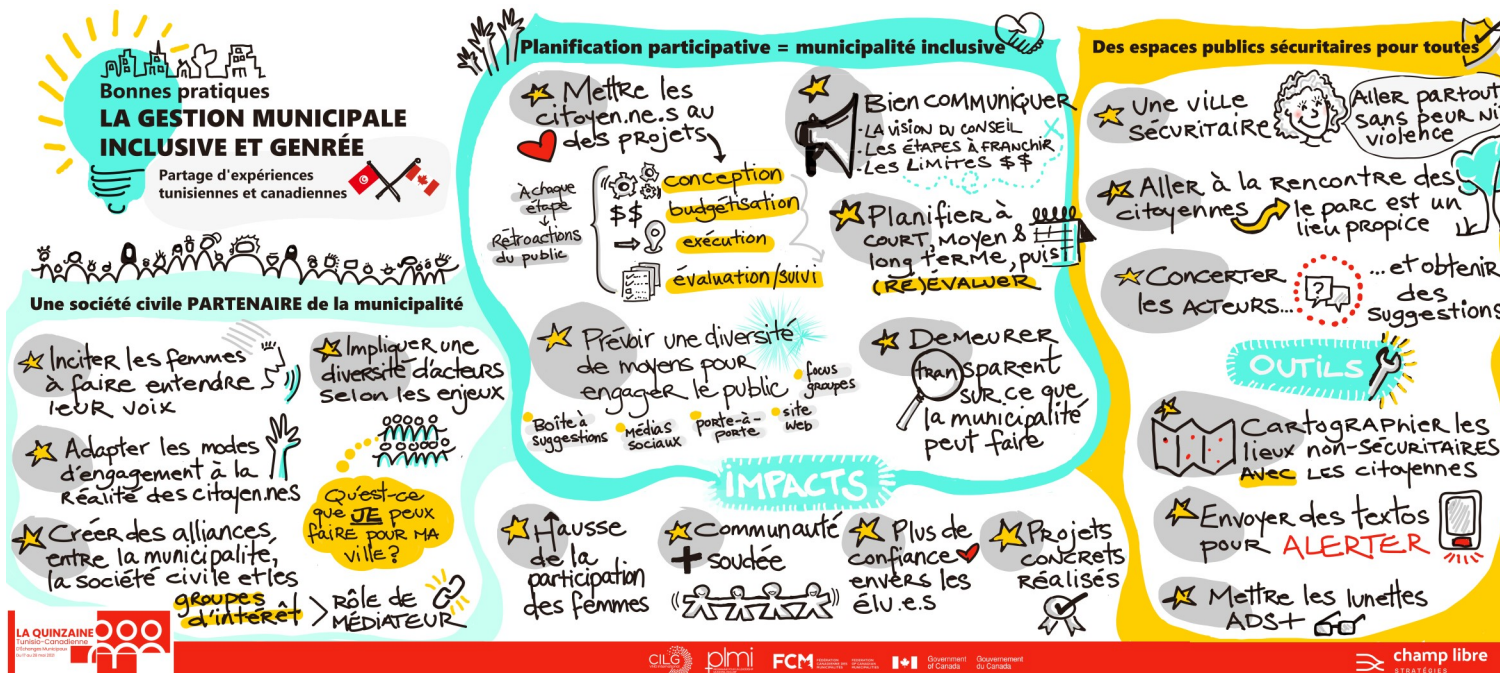 Bonnes pratiques
LA GESTION MUNICIPALE
INCLUSIVE ET GENRÉE
Partage d'expériences
tunisiennes et canadiennes
Une société civile PARTENAIRE de la municipalité
Inciter les femmes
à faire entendre
leur voix
Impliquer une
diversité d'acteurs
selon les enjeux
Adapter les modes
d'engagement à la
réalité des citoyen.nes
Qu'est-ce
que JE peux
faire pour ma
ville?
Créer des alliances,
entre la municipalité,
la société civile et les
groupes
d'intérêt >
Rôle de
MÉDIATEUR
Planification participative = municipalité inclusive
Mettre les
citoyen.ne.s au
des projets
À chaque
étape
Rétroactions
du public
$$
conception
budgétisation
exécution
évaluation/suivi
Bien communiquer
- La vision du conseil
- Les étapes à franchir
- Les limites $$
Planifier à
court, moyen &
long terme, puis
(RÉ)ÉVALUER
Prévoir une diversité
de moyens pour
engager le public
Boîte à
suggestions
médias
sociaux
porte-à-
porte
site
web
focus
groupes
Demeurer
transparent
sur ce que
la municipalité
peut faire
IMPACTS
Hausse
de la
participation
des femmes
Communauté
+ soudée
Plus de
confiance
envers les
élu.e.s
Projets
concrets
réalisés
Des espaces publics sécuritaires pour toutes
Une ville
sécuritaire
Aller partout
sans peur ni
violence
Aller à la rencontre des
citoyennes
le parc est un
lieu propice
Concerter
les acteurs...
...et obtenir
des
suggestions
OUTILS
Cartographier les
lieux non-sécuritaires
AVEC les citoyennes
Envoyer des textos
pour ALERTER
Mettre les lunettes
ADS+
LA QUINZAINE
Tunisio-Canadienne
D'Échanges Municipaux
CILG
plmi
FCM
Government
of Canada
Gouvernement
du Canada
champ libre
STRATÉGIES